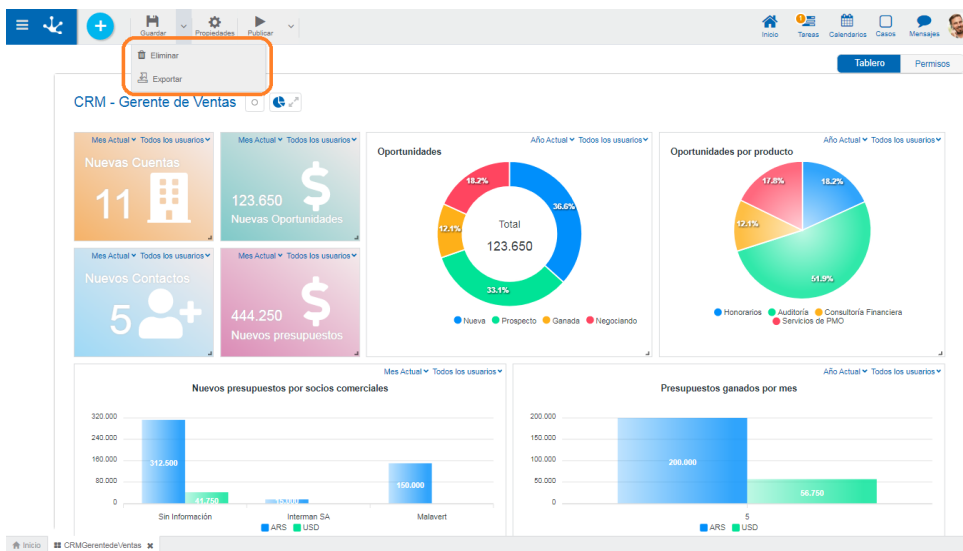 Guardar Propiedades Publicar Inicio Tareas Calendarios Casos Mensajes
Eliminar
Exportar
Tablero Permisos
CRM - Gerente de Ventas
Mes Actual Todos los usuarios
Nuevas Cuentas
11
Mes Actual Todos los usuarios
123.650
Nuevas Oportunidades
Año Actual Todos los usuarios
Oportunidades
18.2%
36.6%
12.1%
33.1%
Total
123.650
Nueva Prospecto Ganada Negociando
Año Actual Todos los usuarios
Oportunidades por producto
17.8%
18.2%
12.1%
51.9%
Honorarios Auditoría Consultoría Financiera
Servicios de PMO
Mes Actual Todos los usuarios
Nuevos Contactos
5
Mes Actual Todos los usuarios
444.250
Nuevos presupuestos
Mes Actual Todos los usuarios
Nuevos presupuestos por socios comerciales
320.000
240.000
160.000
80.000
0
312.500
41.750
15.000
150.000
Sin Información Interman SA Malavert
ARS USD
Año Actual Todos los usuarios
Presupuestos ganados por mes
200.000
150.000
100.000
50.000
0
200.000
56.750
5
ARS USD
Inicio CRMGerentedeVentas